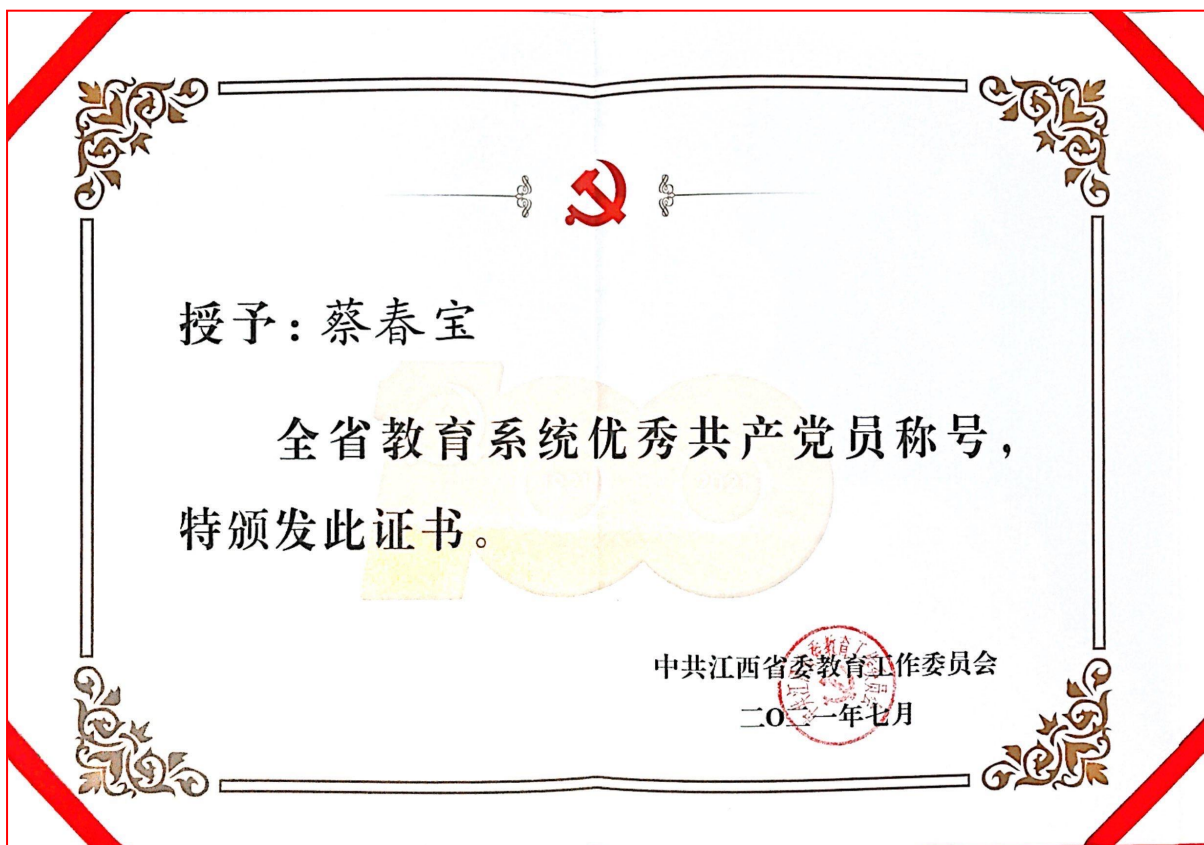 授予：蔡春宝
全省教育系统优秀共产党员称号，
特颁发此证书。
100
中共江西省委教育工作委员会
二〇二一年七月